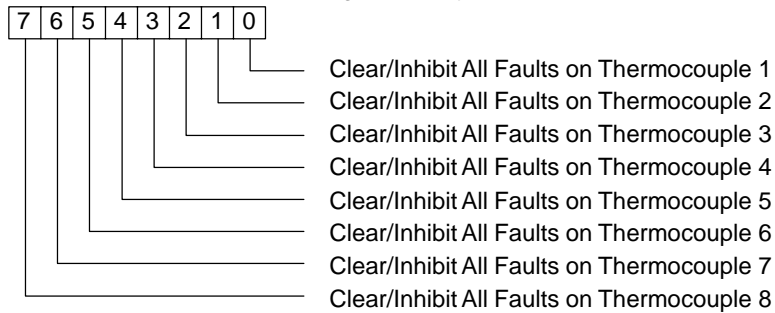 7 6 5 4 3 2 1 0
Clear/Inhibit All Faults on Thermocouple 1
Clear/Inhibit All Faults on Thermocouple 2
Clear/Inhibit All Faults on Thermocouple 3
Clear/Inhibit All Faults on Thermocouple 4
Clear/Inhibit All Faults on Thermocouple 5
Clear/Inhibit All Faults on Thermocouple 6
Clear/Inhibit All Faults on Thermocouple 7
Clear/Inhibit All Faults on Thermocouple 8